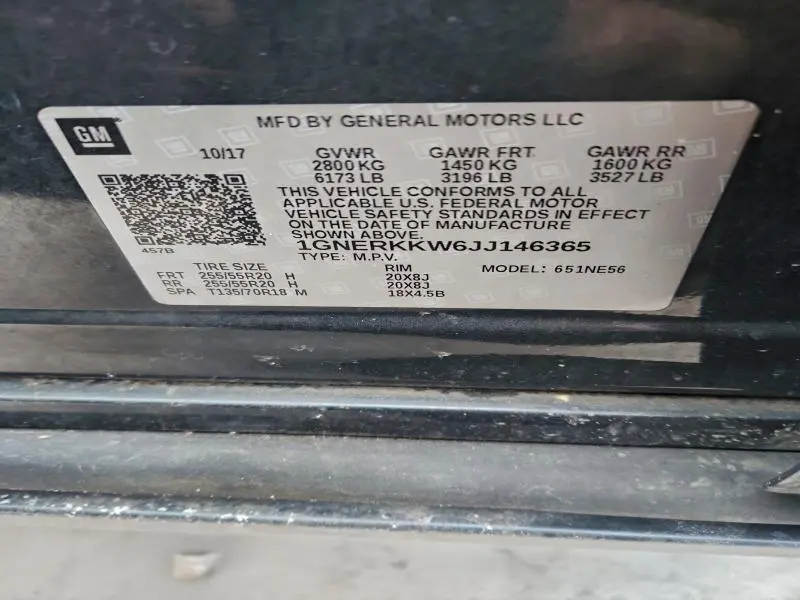 GM
MFD BY GENERAL MOTORS LLC
10/17 GVWR GAWR FRT GAWR RR
2800 KG 1450 KG 1600 KG
6173 LB 3196 LB 3527 LB
THIS VEHICLE CONFORMS TO ALL
APPLICABLE U.S. FEDERAL MOTOR
VEHICLE SAFETY STANDARDS IN EFFECT
ON THE DATE OF MANUFACTURE
SHOWN ABOVE.
457B
1GNERKKW6JJ146365
TYPE: M.P.V.
TIRE SIZE RIM MODEL: 651NE56
FRT 255/55R20 H 20X8J
RR 255/55R20 H 20X8J
SPA T135/70R18 M 18X4.5B